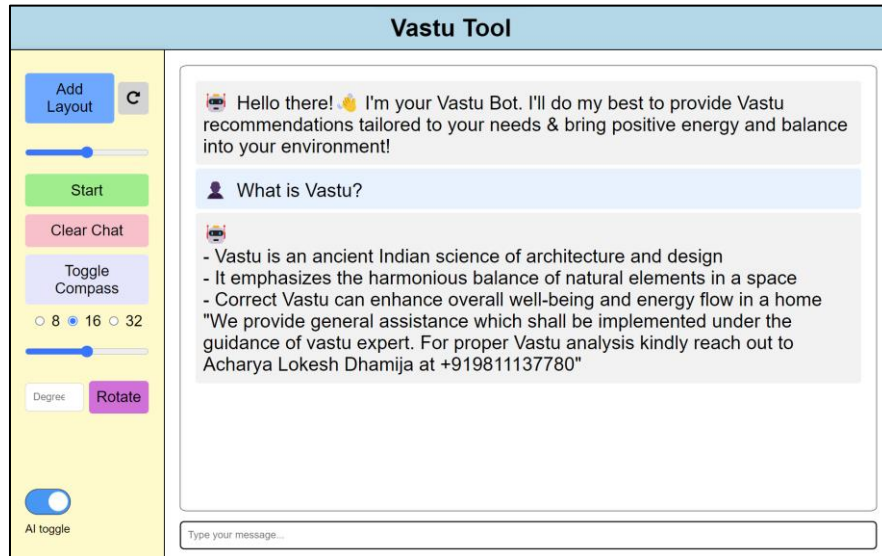 Vastu Tool
Add
Layout
Start
Clear Chat
Toggle
Compass
8 16 32
Degree
Rotate
AI toggle
🤖 Hello there! 👋 I'm your Vastu Bot. I'll do my best to provide Vastu
recommendations tailored to your needs & bring positive energy and balance
into your environment!
👤 What is Vastu?
🤖
- Vastu is an ancient Indian science of architecture and design
- It emphasizes the harmonious balance of natural elements in a space
- Correct Vastu can enhance overall well-being and energy flow in a home
"We provide general assistance which shall be implemented under the
guidance of vastu expert. For proper Vastu analysis kindly reach out to
Acharya Lokesh Dhamija at +919811137780"
Type your message...